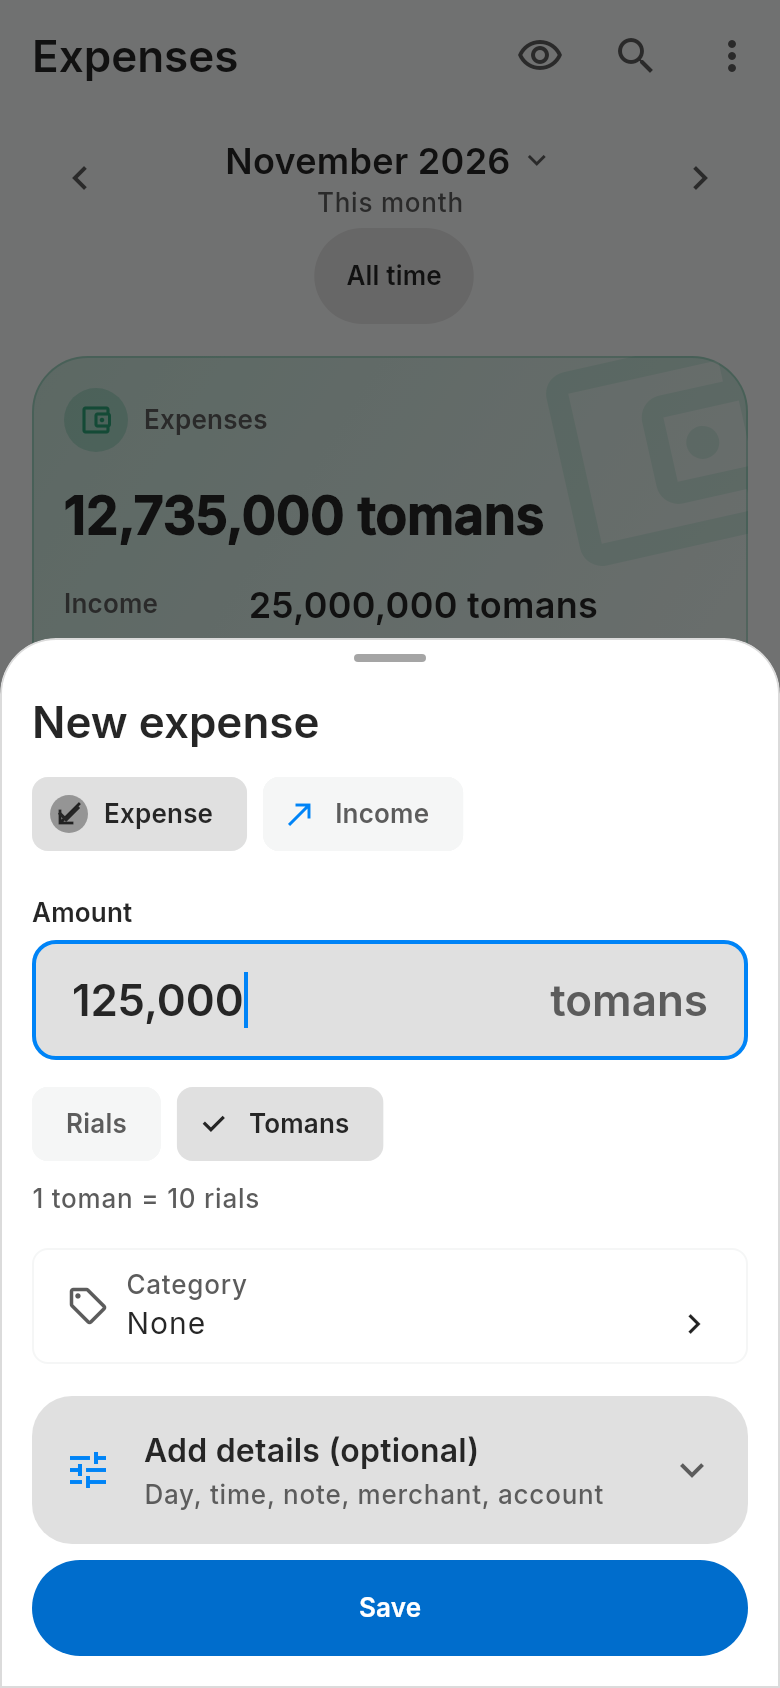 Expenses
November 2026
This month
All time
Expenses
12,735,000 tomans
Income 25,000,000 tomans
New expense
Expense Income
Amount
125,000 tomans
Rials Tomans
1 toman = 10 rials
Category
None
Add details (optional)
Day, time, note, merchant, account
Save